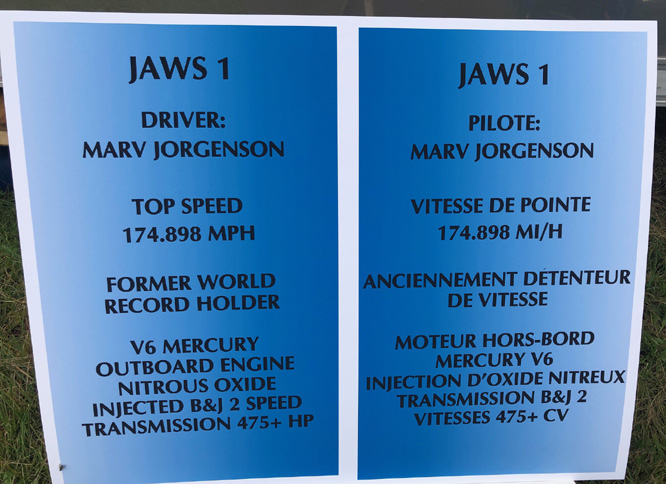 JAWS 1
DRIVER:
MARV JORGENSON
TOP SPEED
174.898 MPH
FORMER WORLD
RECORD HOLDER
V6 MERCURY
OUTBOARD ENGINE
NITROUS OXIDE
INJECTED B&J 2 SPEED
TRANSMISSION 475+ HP
JAWS 1
PILOTE:
MARV JORGENSON
VITESSE DE POINTE
174.898 MI/H
ANCIENNEMENT DÉTENTEUR
DE VITESSE
MOTEUR HORS-BORD
MERCURY V6
INJECTION D'OXIDE NITREUX
TRANSMISSION B&J 2
VITESSES 475+ CV